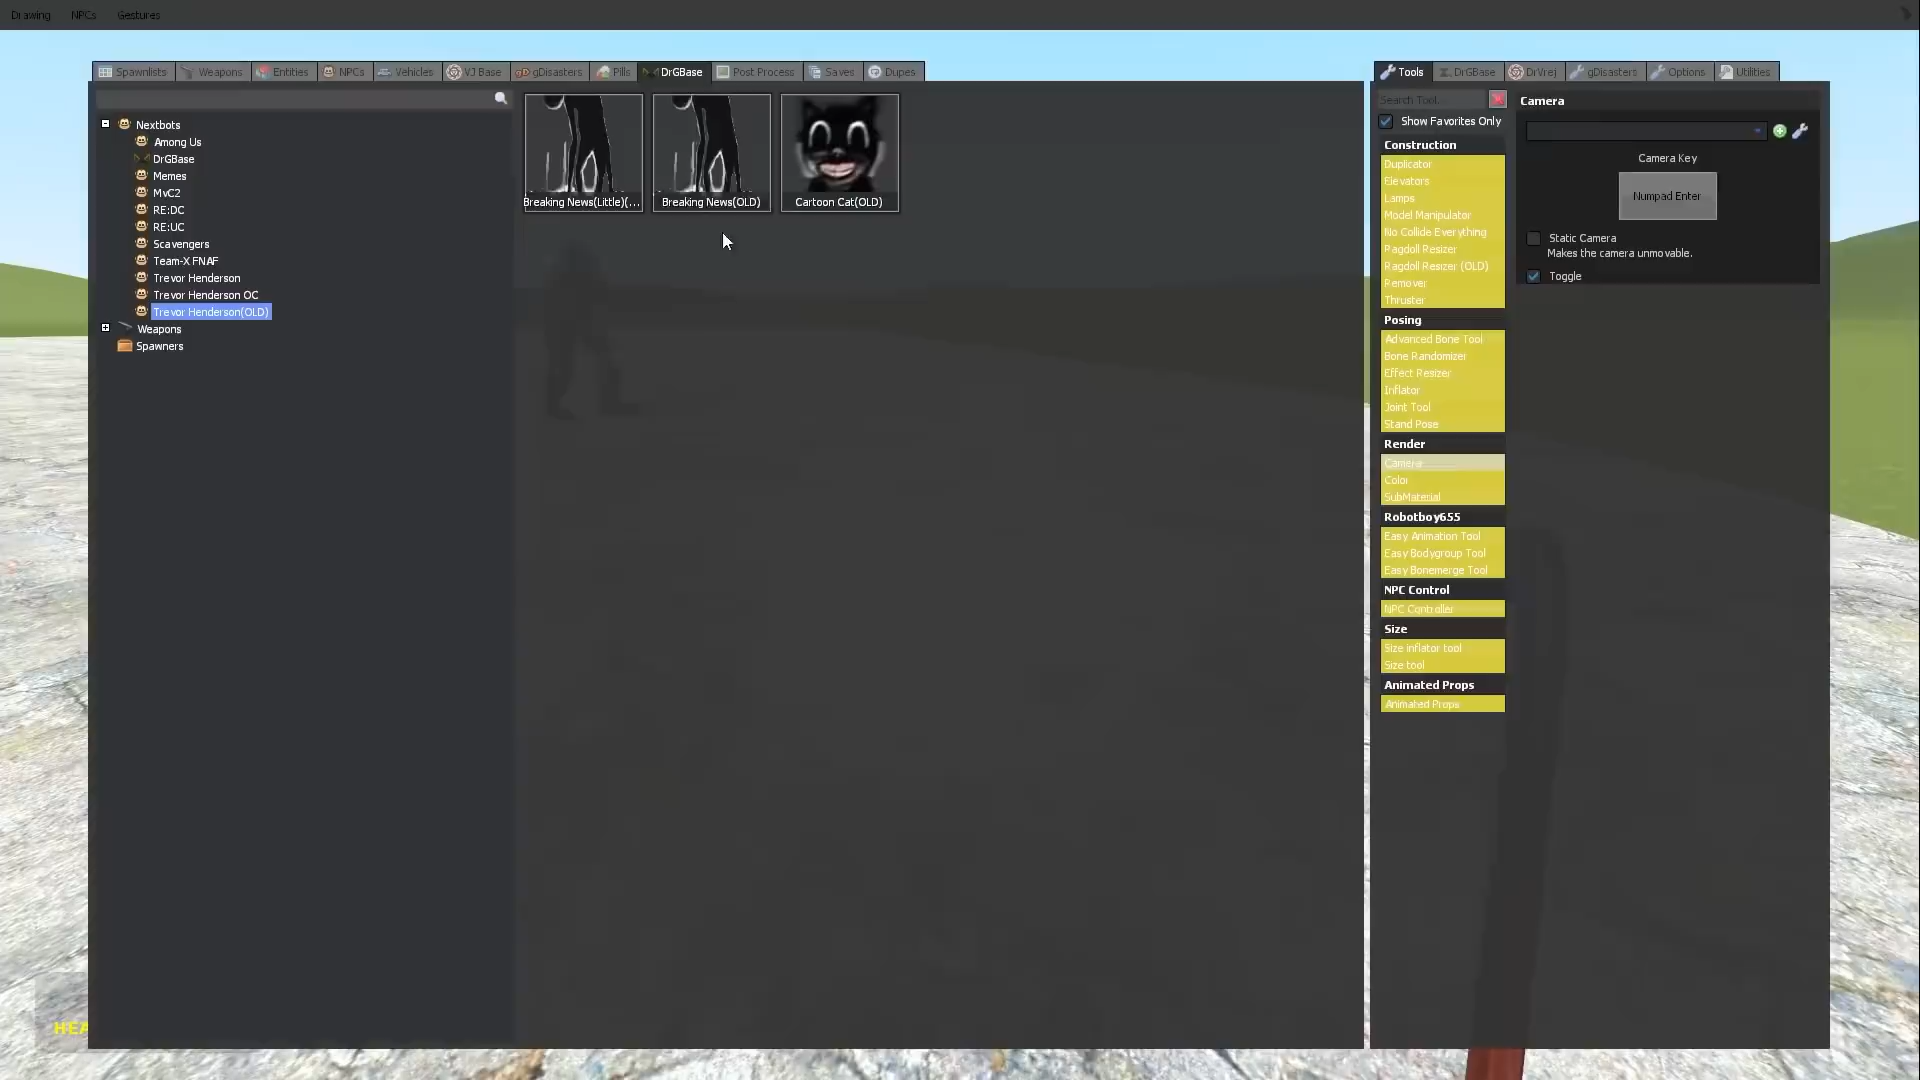 Drawing NPCs Gestures
Spawnlists Weapons Entities NPCs Vehicles VJ Base gDisasters Pills DrGBase Post Process Saves Dupes
Nextbots
Among Us
DrGBase
Memes
MvC2
RE:DC
RE:UC
Scavengers
Team-X FNAF
Trevor Henderson
Trevor Henderson OC
Trevor Henderson(OLD)
Weapons
Spawners
Breaking News(Little)(...
Breaking News(OLD)
Cartoon Cat(OLD)
HEA
Tools DrGBase DrVrej gDisasters Options Utilities
Search Tool...
Show Favorites Only
Construction
Duplicator
Elevators
Lamps
Model Manipulator
No Collide Everything
Ragdoll Resizer
Ragdoll Resizer (OLD)
Remover
Thruster
Posing
Advanced Bone Tool
Bone Randomizer
Effect Resizer
Inflator
Joint Tool
Stand Pose
Render
Camera
Color
SubMaterial
Robotboy655
Easy Animation Tool
Easy Bodygroup Tool
Easy Bonemerge Tool
NPC Control
NPC Controller
Size
Size inflator tool
Size tool
Animated Props
Animated Props
Camera
Camera Key
Numpad Enter
Static Camera
Makes the camera unmovable.
Toggle